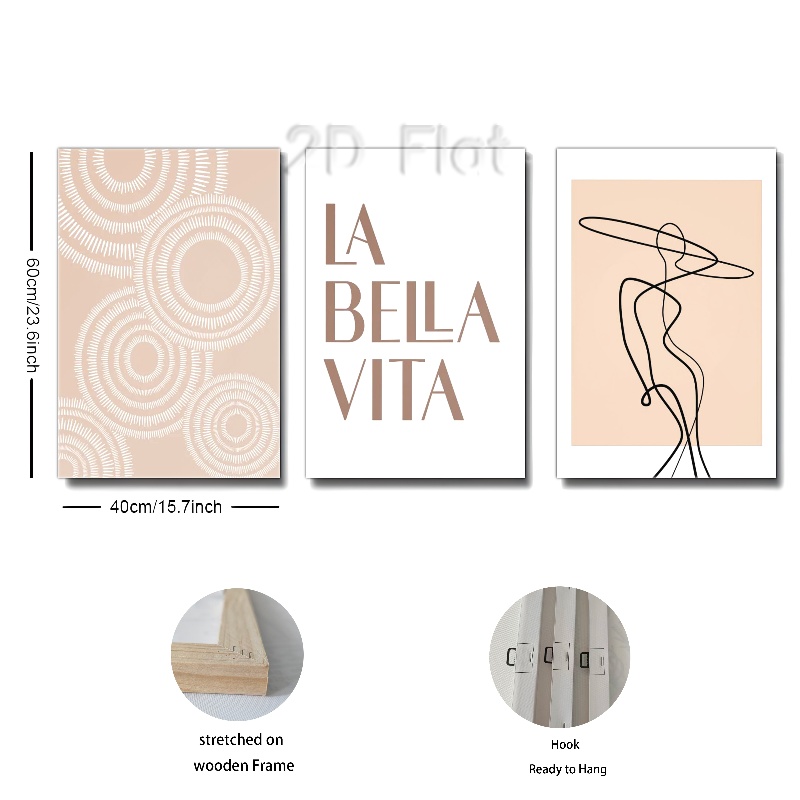 2D Flat
60cm/23.6inch
LA
BELLA
VITA
40cm/15.7inch
stretched on
wooden Frame
Hook
Ready to Hang